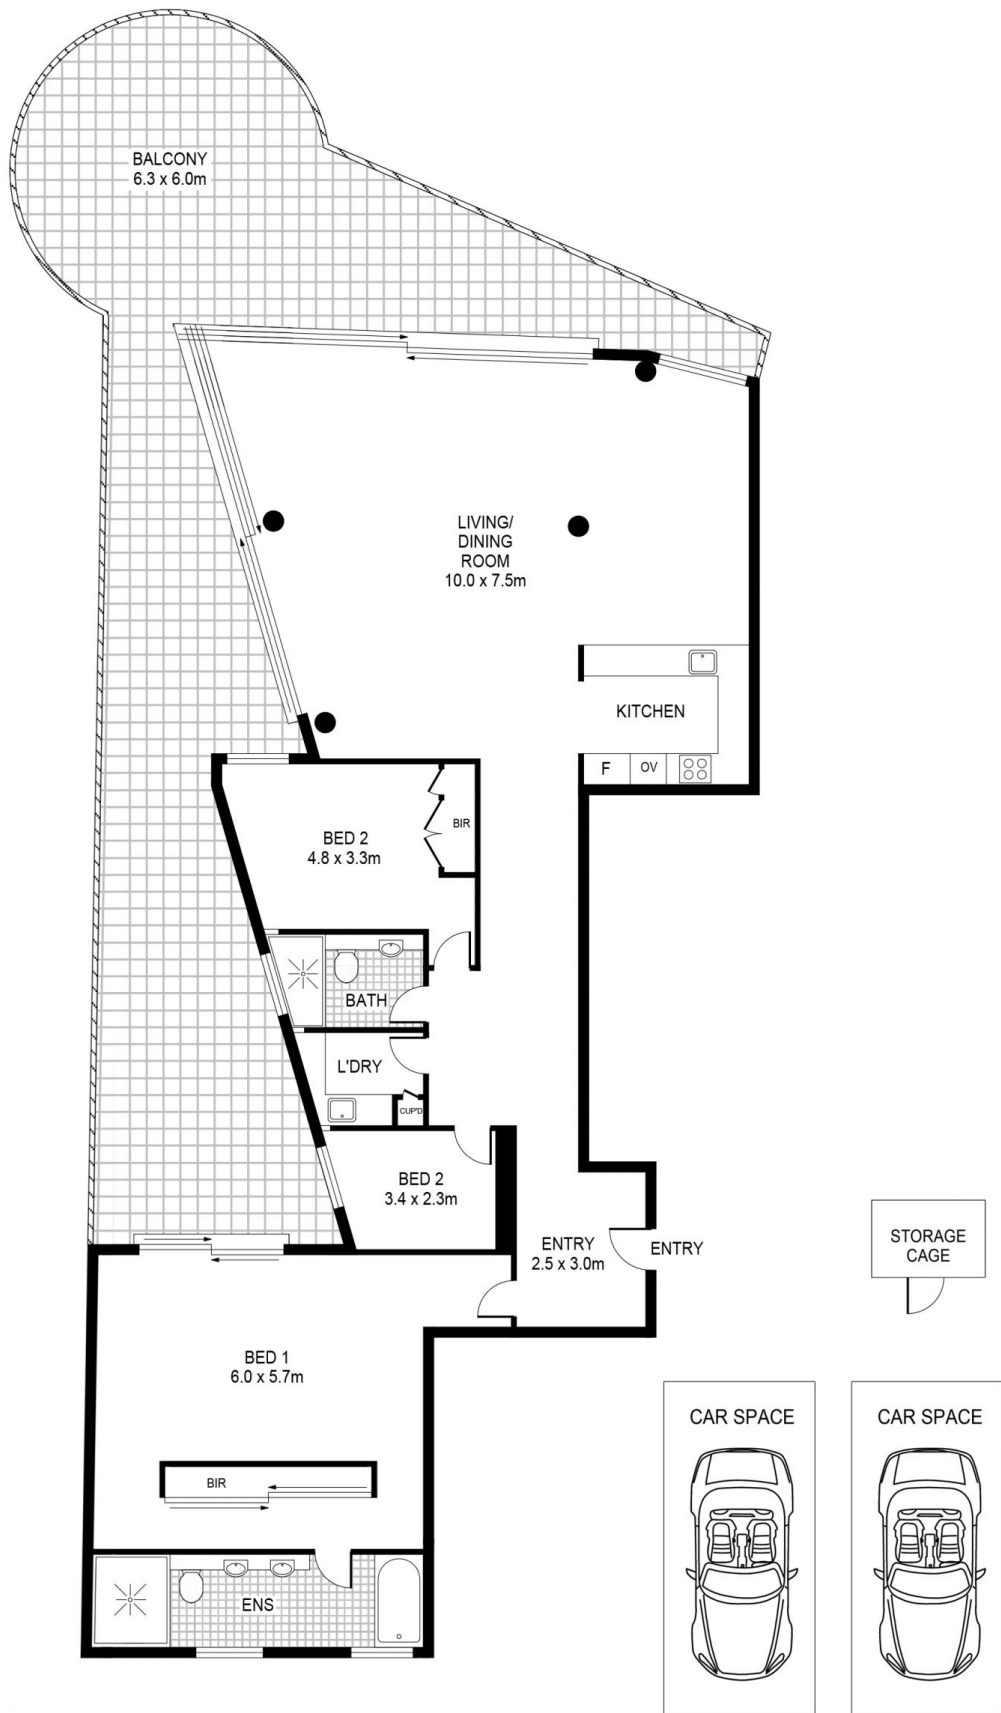 BALCONY
6.3 x 6.0m
LIVING/
DINING
ROOM
10.0 x 7.5m
KITCHEN
F
OV
BED 2
4.8 x 3.3m
BIR
BATH
L'DRY
CUP'D
BED 2
3.4 x 2.3m
ENTRY
2.5 x 3.0m
ENTRY
STORAGE
CAGE
BED 1
6.0 x 5.7m
BIR
ENS
CAR SPACE
CAR SPACE